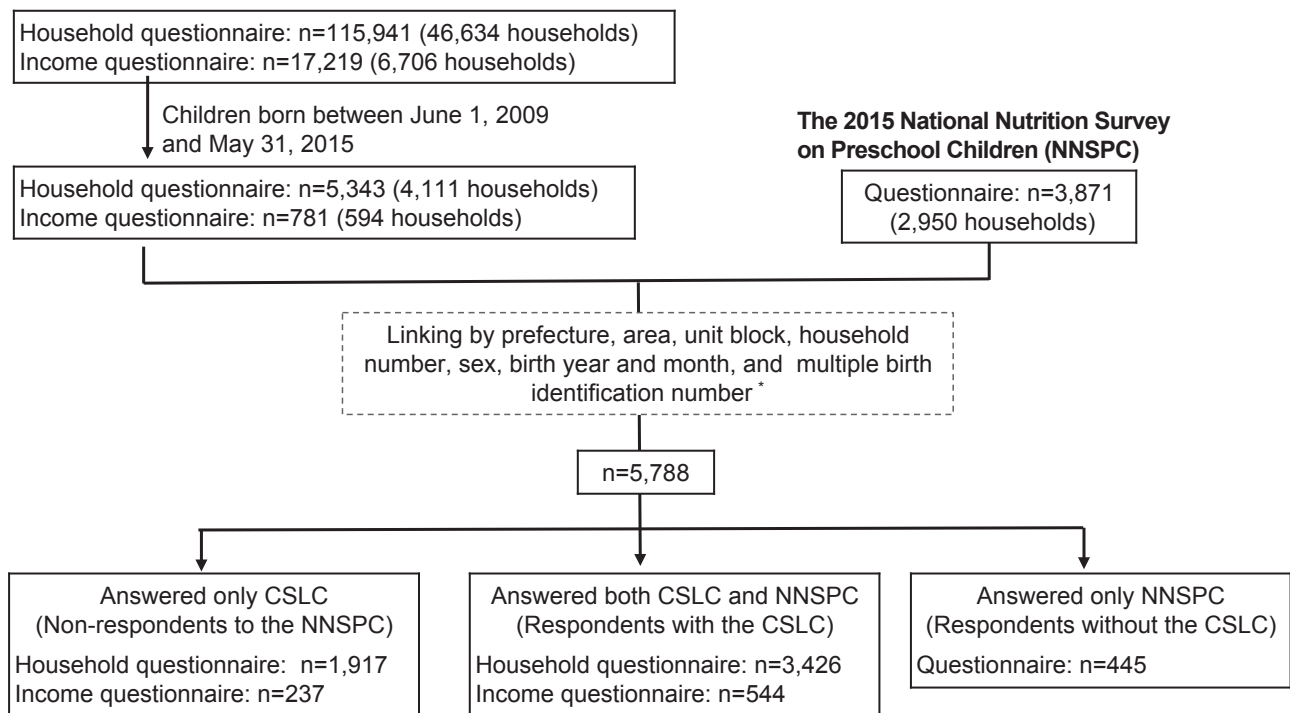 Household questionnaire: n=115,941 (46,634 households)
Income questionnaire: n=17,219 (6,706 households)
Children born between June 1, 2009
and May 31, 2015
The 2015 National Nutrition Survey
on Preschool Children (NNSPC)
Household questionnaire: n=5,343 (4,111 households)
Income questionnaire: n=781 (594 households)
Questionnaire: n=3,871
(2,950 households)
Linking by prefecture, area, unit block, household
number, sex, birth year and month, and multiple birth
identification number *
n=5,788
Answered only CSLC
(Non-respondents to the NNSPC)
Household questionnaire: n=1,917
Income questionnaire: n=237
Answered both CSLC and NNSPC
(Respondents with the CSLC)
Household questionnaire: n=3,426
Income questionnaire: n=544
Answered only NNSPC
(Respondents without the CSLC)
Questionnaire: n=445